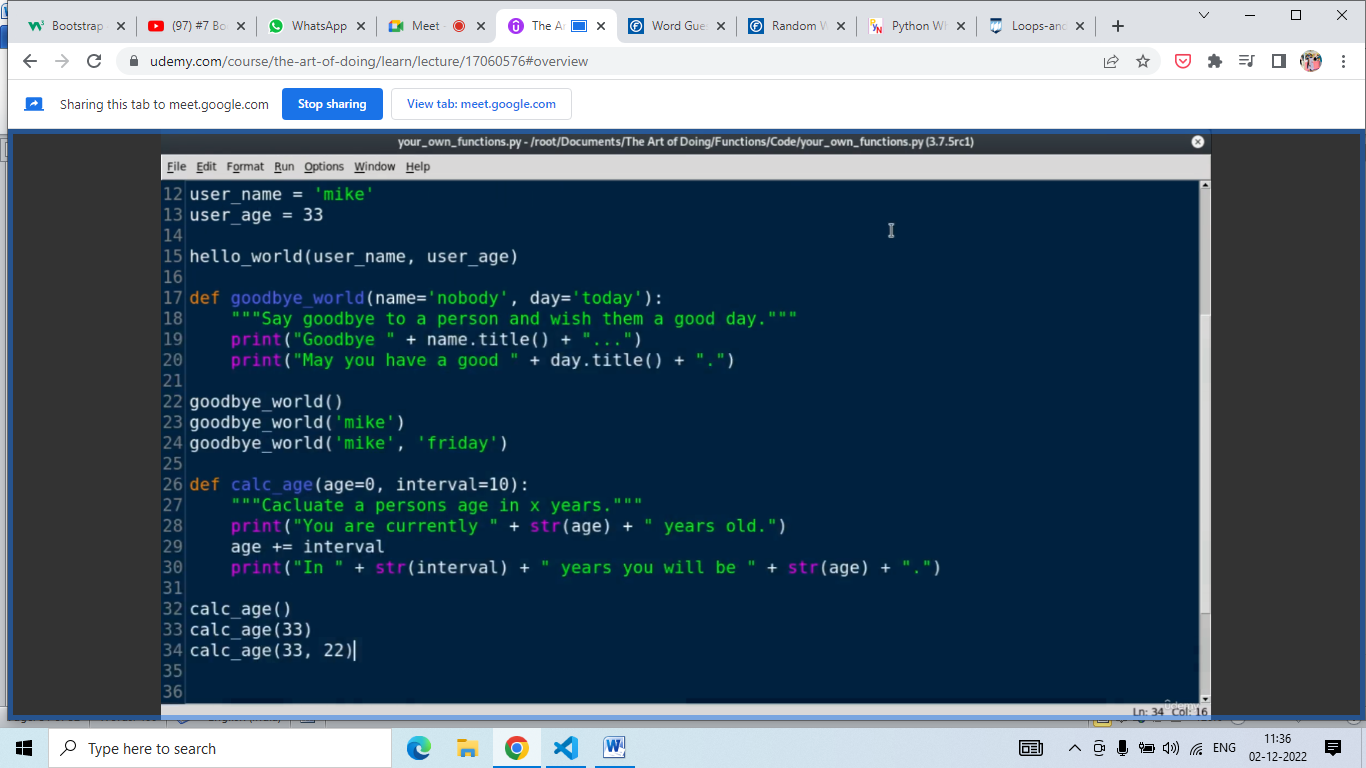 Bootstrap
(97) #7 Bo
WhatsApp
Meet -
The A
Word Gue
Random W
Python Wh
Loops-and
udemy.com/course/the-art-of-doing/learn/lecture/17060576#overview
Sharing this tab to meet.google.com
Stop sharing
View tab: meet.google.com
your_own_functions.py - /root/Documents/The Art of Doing/Functions/Code/your_own_functions.py (3.7.5rc1)
File Edit Format Run Options Window Help
12 user_name = 'mike'
13 user_age = 33
14
15 hello_world(user_name, user_age)
16
17 def goodbye_world(name='nobody', day='today'):
18     """Say goodbye to a person and wish them a good day."""
19     print("Goodbye " + name.title() + "...")
20     print("May you have a good " + day.title() + ".")
21
22 goodbye_world()
23 goodbye_world('mike')
24 goodbye_world('mike', 'friday')
25
26 def calc_age(age=0, interval=10):
27     """Cacluate a persons age in x years."""
28     print("You are currently " + str(age) + " years old.")
29     age += interval
30     print("In " + str(interval) + " years you will be " + str(age) + ".")
31
32 calc_age()
33 calc_age(33)
34 calc_age(33, 22)
35
36
Ln: 34 Col: 16
Type here to search
ENG
11:36
02-12-2022